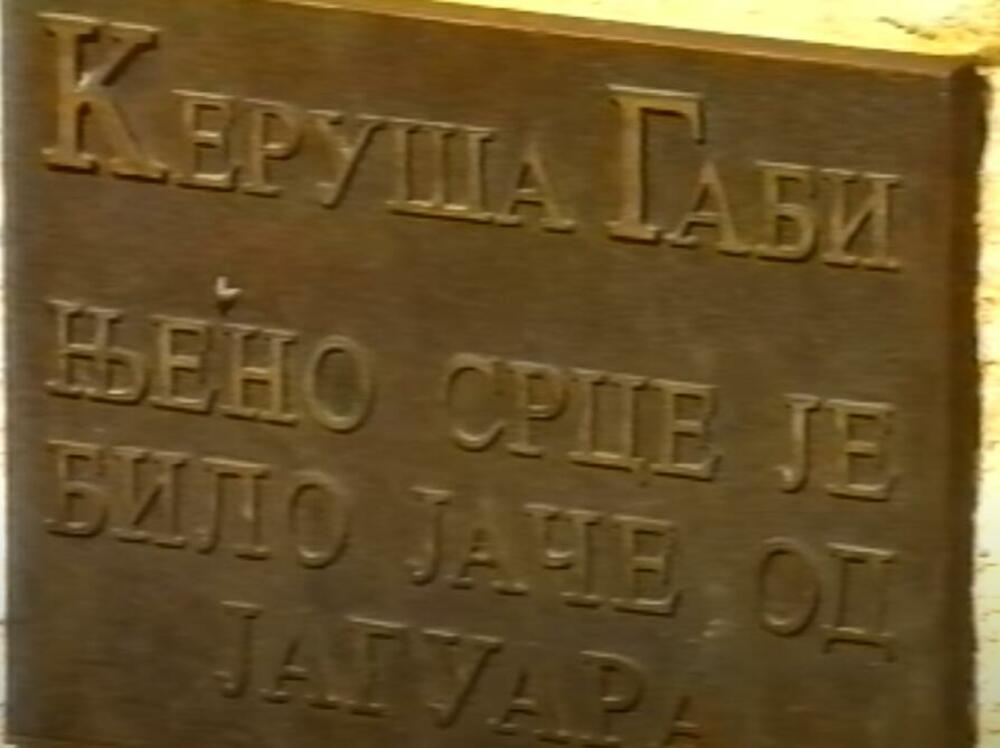 КЕРУША ГАБИ
ЊЕНО СРЦЕ ЈЕ
БИЛО ЈАЧЕ ОД
ЈАГУАРА